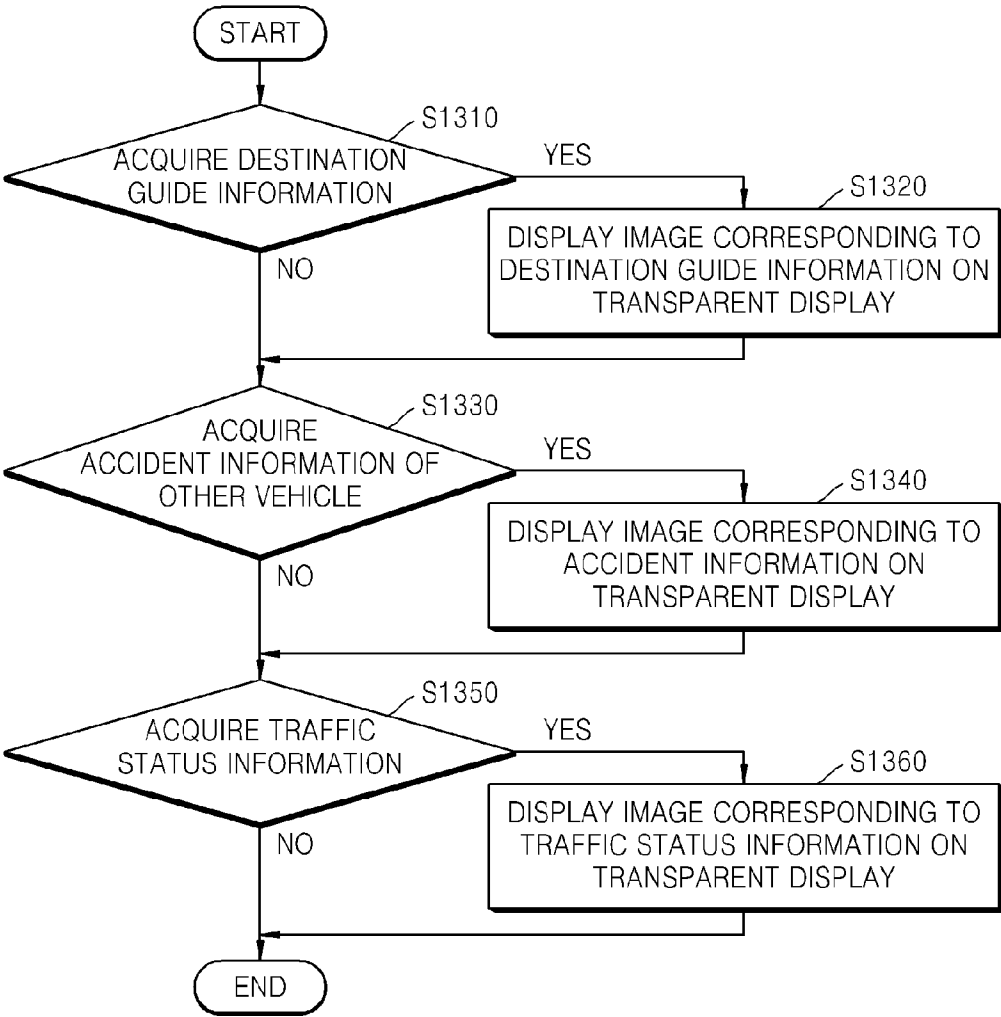 START
S1310
ACQUIRE DESTINATION
GUIDE INFORMATION
YES
S1320
DISPLAY IMAGE CORRESPONDING TO
DESTINATION GUIDE INFORMATION ON
TRANSPARENT DISPLAY
NO
S1330
ACQUIRE
ACCIDENT INFORMATION OF
OTHER VEHICLE
YES
S1340
DISPLAY IMAGE CORRESPONDING TO
ACCIDENT INFORMATION ON
TRANSPARENT DISPLAY
NO
S1350
ACQUIRE TRAFFIC
STATUS INFORMATION
YES
S1360
DISPLAY IMAGE CORRESPONDING TO
TRAFFIC STATUS INFORMATION ON
TRANSPARENT DISPLAY
NO
END